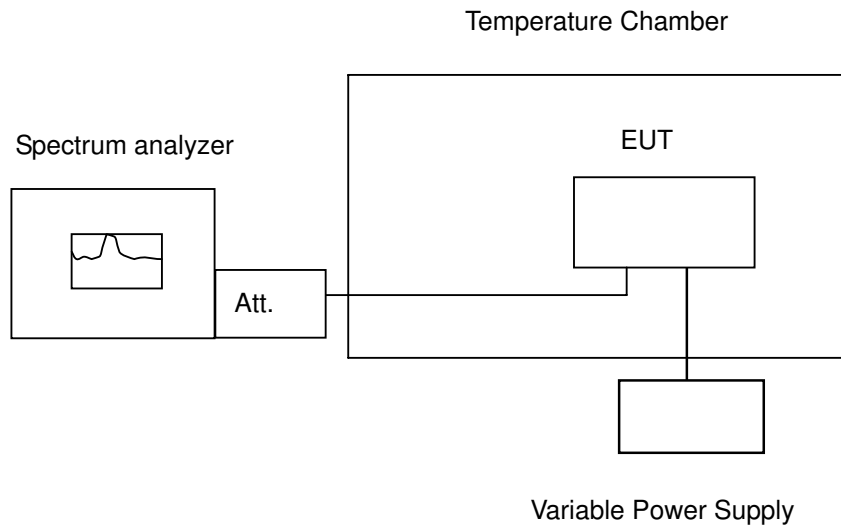 Temperature Chamber
Spectrum analyzer
EUT
Att.
Variable Power Supply